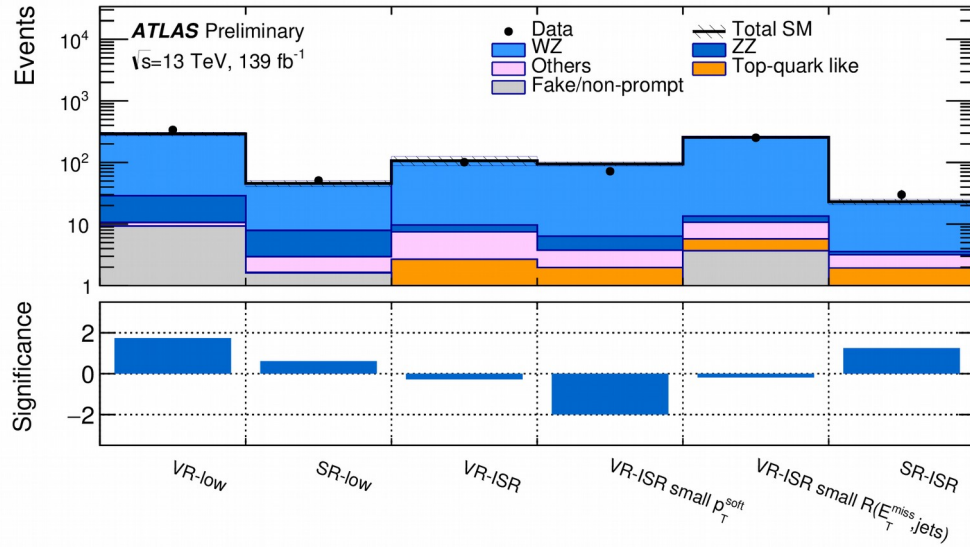 Events
10⁴
10³
10²
10
1
ATLAS Preliminary
√s=13 TeV, 139 fb⁻¹
Data
Total SM
WZ
ZZ
Others
Top-quark like
Fake/non-prompt
Significance
2
0
−2
VR-low
SR-low
VR-ISR
VR-ISR small p_T^soft
VR-ISR small R(E_T^miss,jets)
SR-ISR